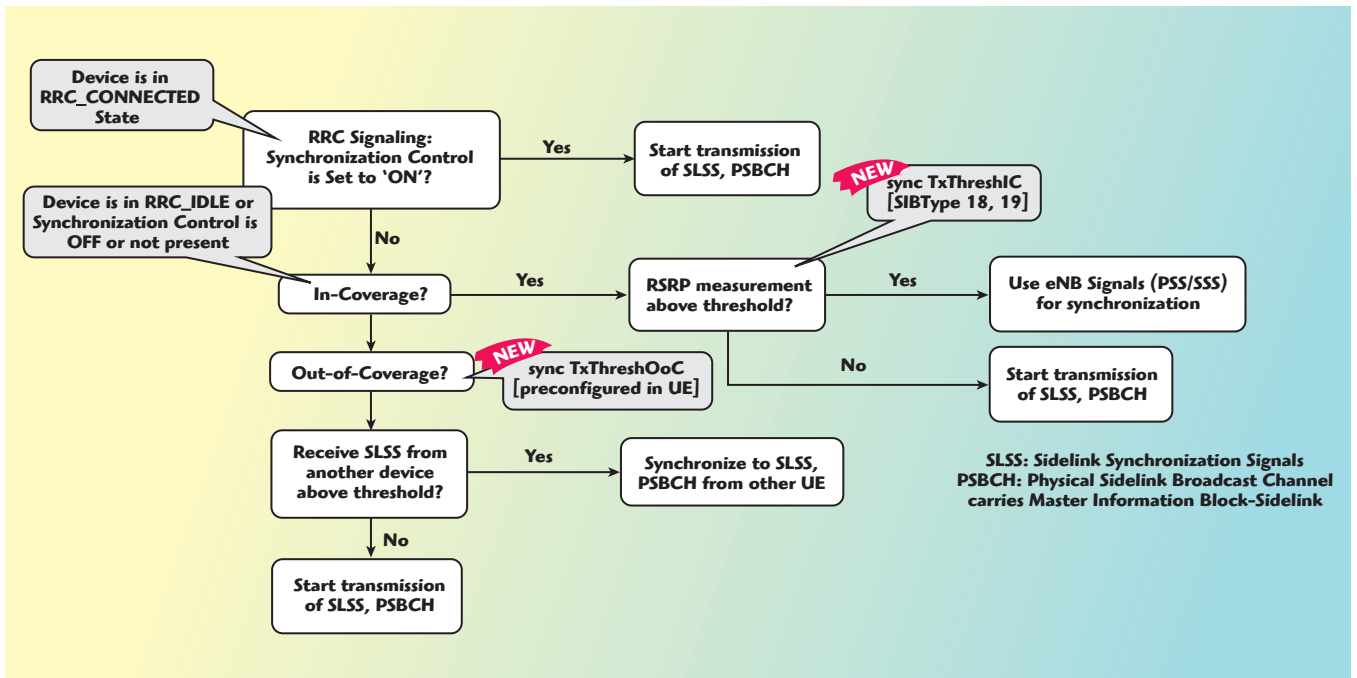 Device is in
RRC_CONNECTED
State
RRC Signaling:
Synchronization Control
is Set to ‘ON’?
Yes
Start transmission
of SLSS, PSBCH
NEW
sync TxThreshIC
[SIBType 18, 19]
Device is in RRC_IDLE or
Synchronization Control is
OFF or not present
No
In-Coverage?
Yes
RSRP measurement
above threshold?
Yes
Use eNB Signals (PSS/SSS)
for synchronization
Out-of-Coverage?
NEW
sync TxThreshOoC
[preconfigured in UE]
No
Start transmission
of SLSS, PSBCH
Receive SLSS from
another device
above threshold?
Yes
Synchronize to SLSS,
PSBCH from other UE
SLSS: Sidelink Synchronization Signals
PSBCH: Physical Sidelink Broadcast Channel
carries Master Information Block-Sidelink
No
Start transmission
of SLSS, PSBCH